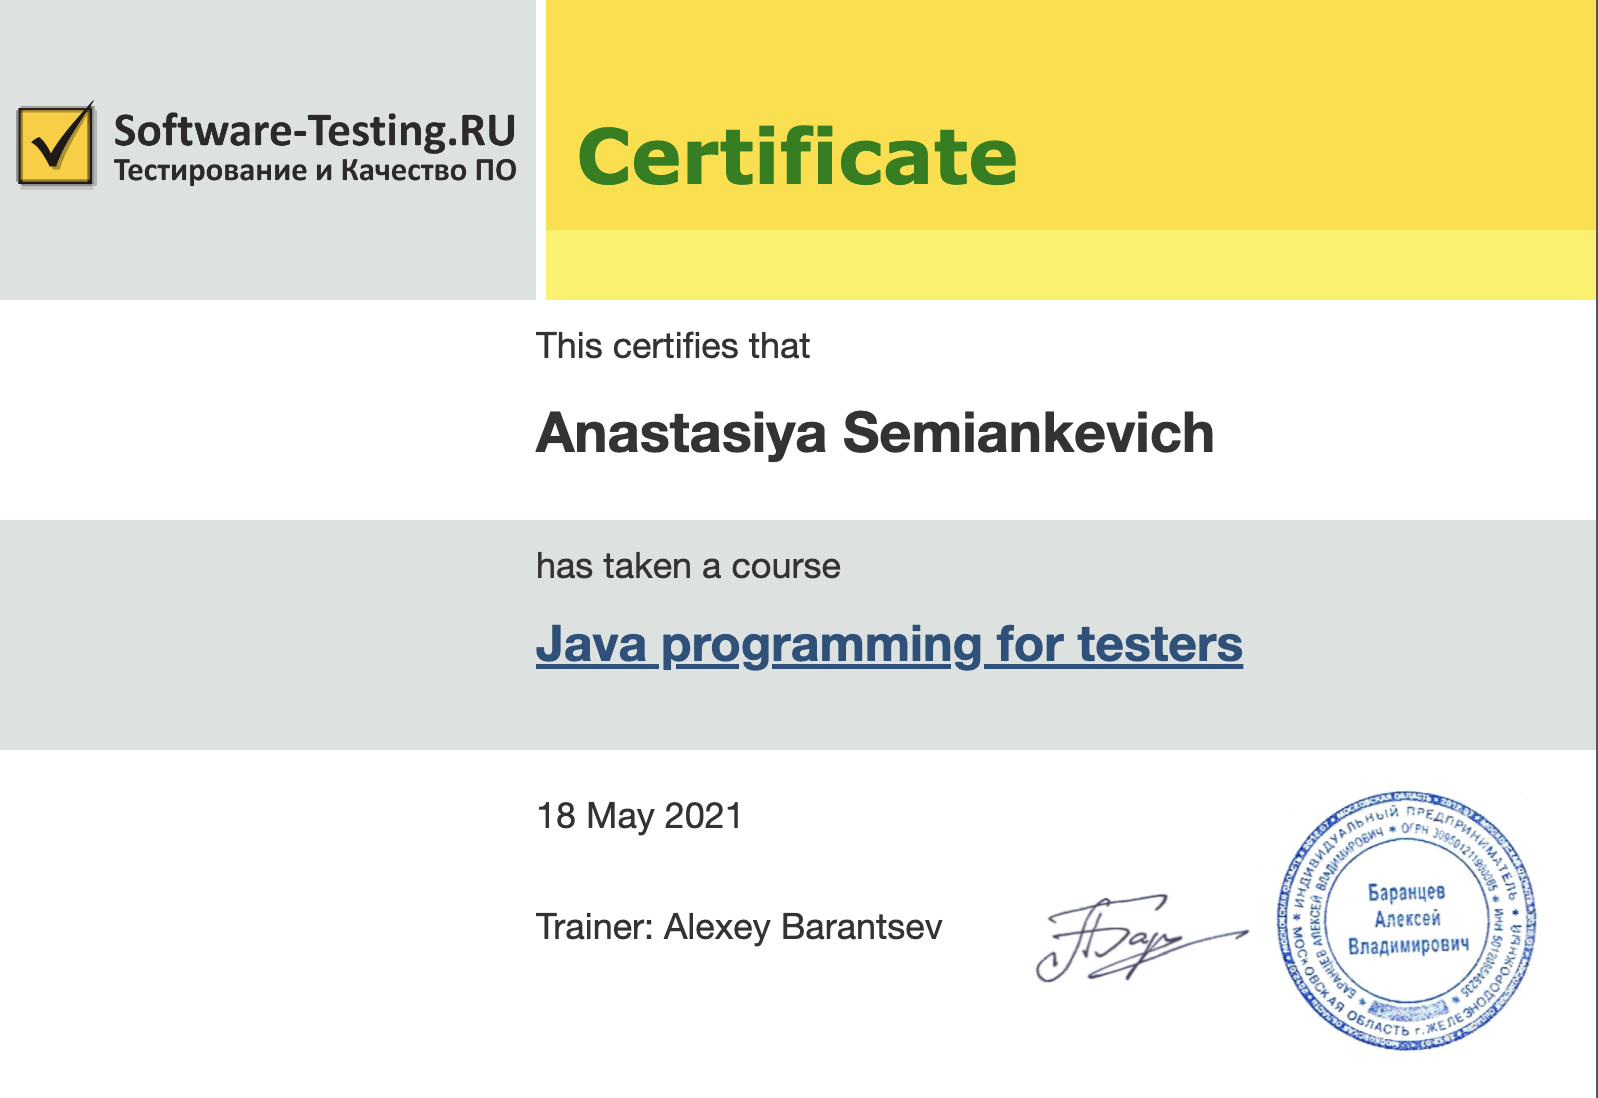 Software-Testing.RU
Тестирование и Качество ПО
Certificate
This certifies that
Anastasiya Semiankevich
has taken a course
Java programming for testers
18 May 2021
Trainer: Alexey Barantsev
ИНДИВИДУАЛЬНЫЙ ПРЕДПРИНИМАТЕЛЬ * МОСКОВСКАЯ ОБЛАСТЬ г.ЖЕЛЕЗНОДОРОЖНЫЙ *
БАРАНЦЕВ АЛЕКСЕЙ ВЛАДИМИРОВИЧ * ОГРН
ИНН
Баранцев
Алексей
Владимирович